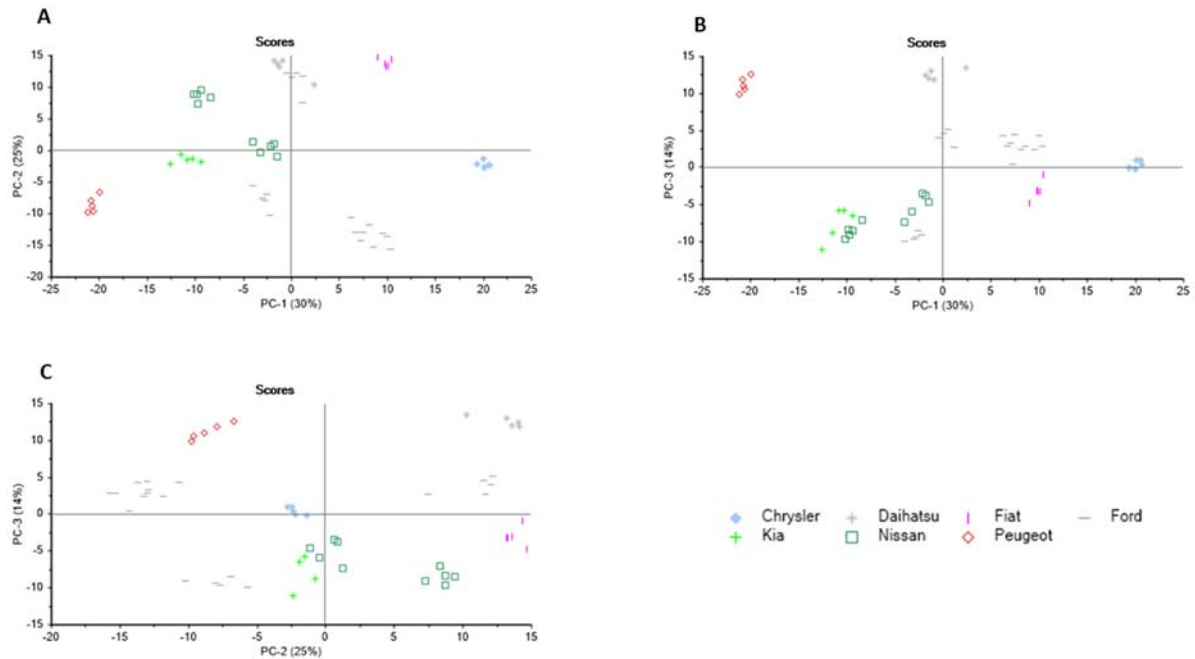 A
Scores
15
10
5
0
-5
-10
-15
-20
-25 -20 -15 -10 -5 0 5 10 15 20 25
PC-2 (25%)
PC-1 (30%)
B
Scores
15
10
5
0
-5
-10
-15
-25 -20 -15 -10 -5 0 5 10 15 20 25
PC-3 (14%)
PC-1 (30%)
C
Scores
15
10
5
0
-5
-10
-15
-20 -15 -10 -5 0 5 10 15
PC-3 (14%)
PC-2 (25%)
Chrysler Daihatsu Fiat Ford
Kia Nissan Peugeot